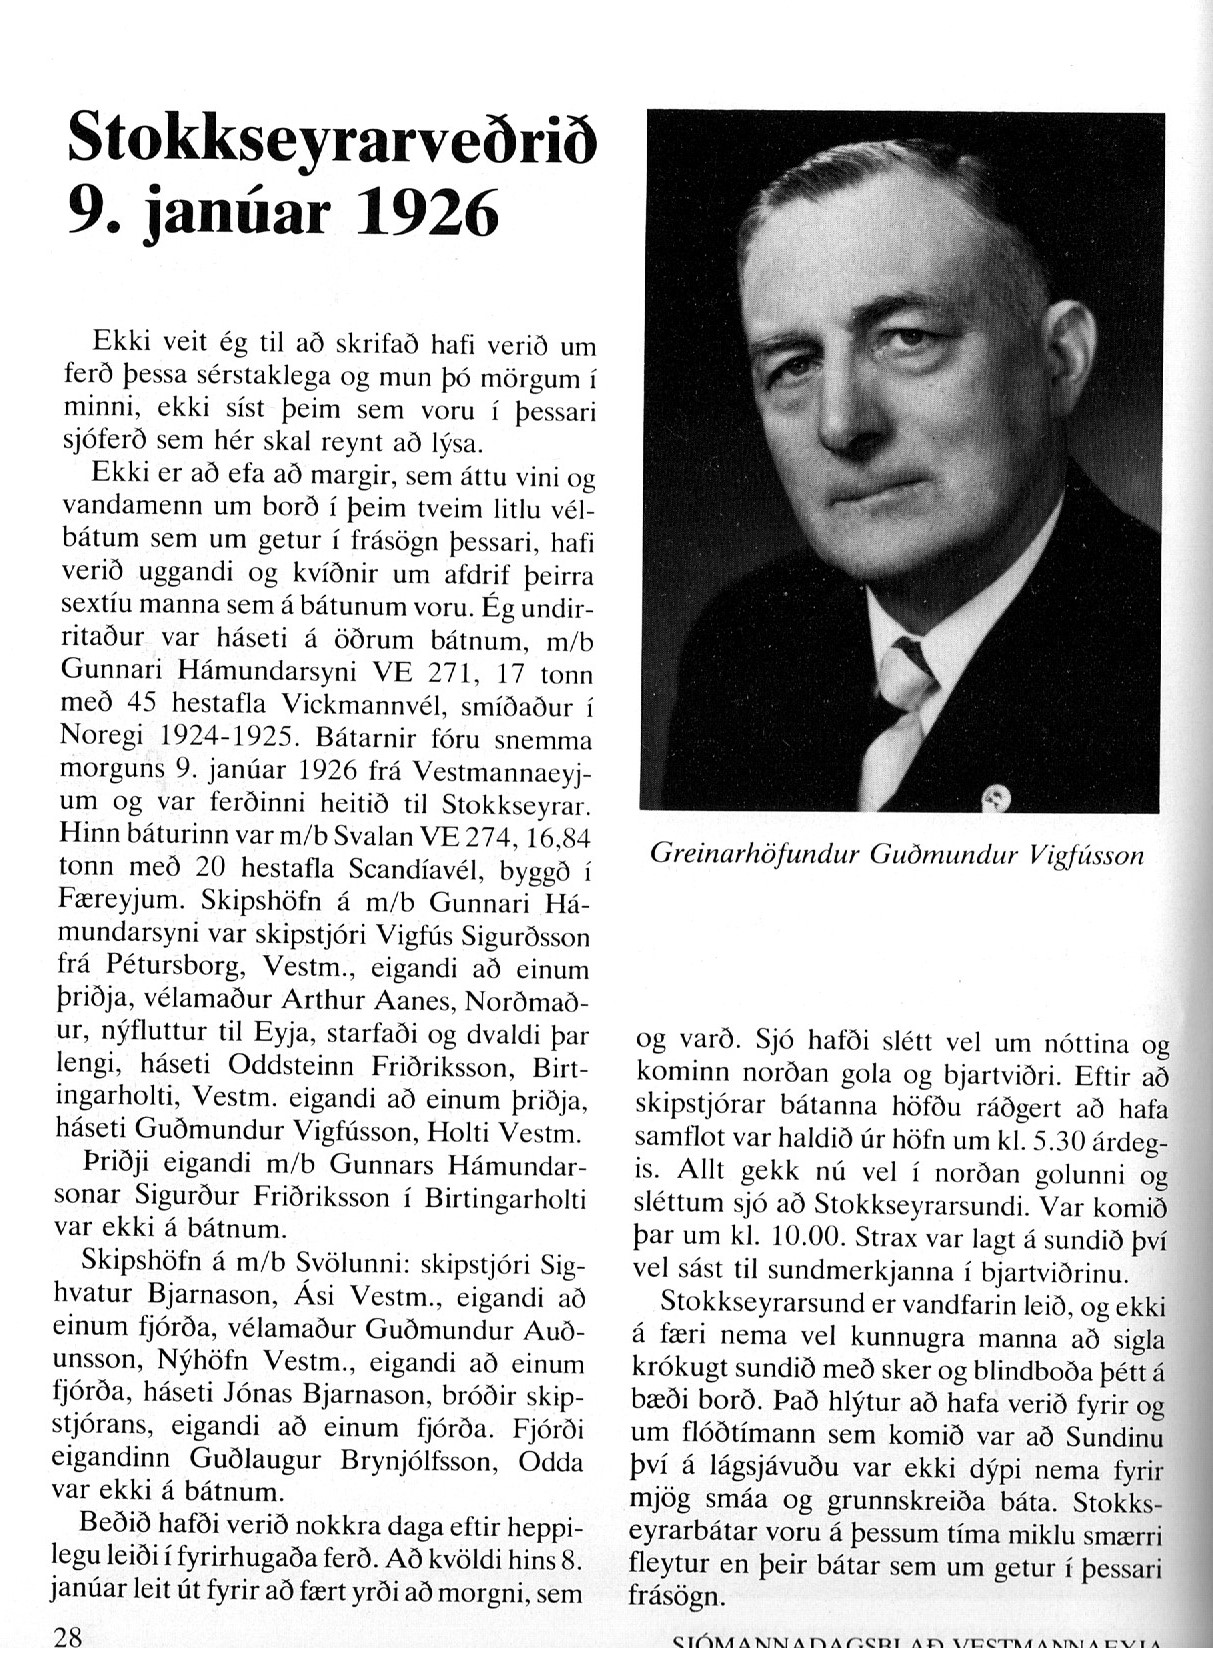 Stokkseyrarveðrið
9. janúar 1926
Ekki veit ég til að skrifað hafi verið um
ferð þessa sérstaklega og mun þó mörgum í
minni, ekki síst þeim sem voru í þessari
sjóferð sem hér skal reynt að lýsa.
Ekki er að efa að margir, sem áttu vini og
vandamenn um borð í þeim tveim litlu vél-
bátum sem um getur í frásögn þessari, hafi
verið uggandi og kvíðnir um afdrif þeirra
sextíu manna sem á bátunum voru. Ég undir-
ritaður var háseti á öðrum bátnum, m/b
Gunnari Hámundarsyni VE 271, 17 tonn
með 45 hestafla Vickmannvél, smíðaður í
Noregi 1924-1925. Bátarnir fóru snemma
morguns 9. janúar 1926 frá Vestmannaeyj-
um og var ferðinni heitið til Stokkseyrar.
Hinn báturinn var m/b Svalan VE 274, 16,84
tonn með 20 hestafla Scandíavél, byggð í
Færeyjum. Skipshöfn á m/b Gunnari Há-
mundarsyni var skipstjóri Vigfús Sigurðsson
frá Pétursborg, Vestm., eigandi að einum
þriðja, vélamaður Arthur Aanes, Norðmað-
ur, nýfluttur til Eyja, starfaði og dvaldi þar
lengi, háseti Oddsteinn Friðriksson, Birt-
ingarholti, Vestm. eigandi að einum þriðja,
háseti Guðmundur Vigfússon, Holti Vestm.
Þriðji eigandi m/b Gunnars Hámundar-
sonar Sigurður Friðriksson í Birtingarholti
var ekki á bátnum.
Skipshöfn á m/b Svölunni: skipstjóri Sig-
hvatur Bjarnason, Ási Vestm., eigandi að
einum fjórða, vélamaður Guðmundur Auð-
unsson, Nýhöfn Vestm., eigandi að einum
fjórða, háseti Jónas Bjarnason, bróðir skip-
stjórans, eigandi að einum fjórða. Fjórði
eigandinn Guðlaugur Brynjólfsson, Odda
var ekki á bátnum.
Beðið hafði verið nokkra daga eftir heppi-
legu leiði í fyrirhugaða ferð. Að kvöldi hins 8.
janúar leit út fyrir að fært yrði að morgni, sem
28
Greinarhöfundur Guðmundur Vigfússon
og varð. Sjó hafði slétt vel um nóttina og
kominn norðan gola og bjartviðri. Eftir að
skipstjórar bátanna höfðu ráðgert að hafa
samflot var haldið úr höfn um kl. 5.30 árdeg-
is. Allt gekk nú vel í norðan golunni og
sléttum sjó að Stokkseyrarsundi. Var komið
þar um kl. 10.00. Strax var lagt á sundið því
vel sást til sundmerkjanna í bjartviðrinu.
Stokkseyrarsund er vandfarin leið, og ekki
á færi nema vel kunnugra manna að sigla
krókugt sundið með sker og blindboða þétt á
bæði borð. Það hlýtur að hafa verið fyrir og
um flóðtímann sem komið var að Sundinu
því á lágsjávuðu var ekki dýpi nema fyrir
mjög smáa og grunnskreiða báta. Stokks-
eyrarbátar voru á þessum tíma miklu smærri
fleytur en þeir bátar sem um getur í þessari
frásögn.
SJÓMANNADAGSBLAÐ VESTMANNAEYJA